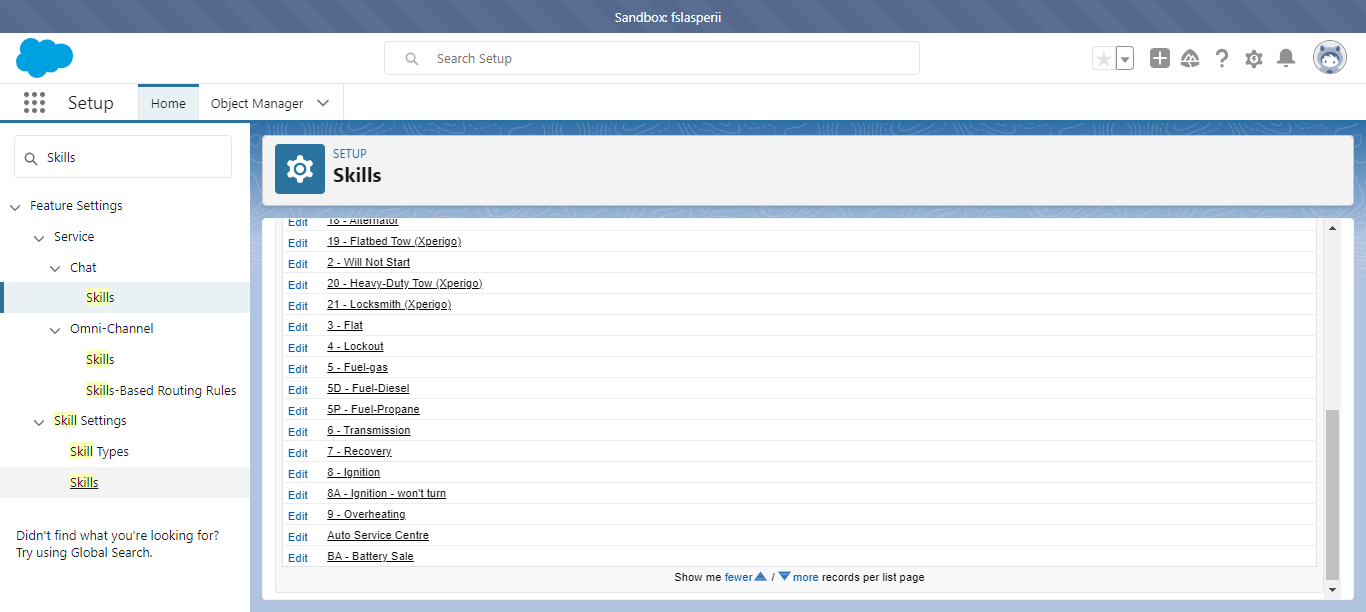 Sandbox: fslasperii
Search Setup
Setup
Home
Object Manager
Skills
Feature Settings
Service
Chat
Skills
Omni-Channel
Skills
Skills-Based Routing Rules
Skill Settings
Skill Types
Skills
Didn't find what you're looking for?
Try using Global Search.
SETUP
Skills
Edit 18 - Alternator
Edit 19 - Flatbed Tow (Xperigo)
Edit 2 - Will Not Start
Edit 20 - Heavy-Duty Tow (Xperigo)
Edit 21 - Locksmith (Xperigo)
Edit 3 - Flat
Edit 4 - Lockout
Edit 5 - Fuel-gas
Edit 5D - Fuel-Diesel
Edit 5P - Fuel-Propane
Edit 6 - Transmission
Edit 7 - Recovery
Edit 8 - Ignition
Edit 8A - Ignition - won't turn
Edit 9 - Overheating
Edit Auto Service Centre
Edit BA - Battery Sale
Show me fewer / more records per list page